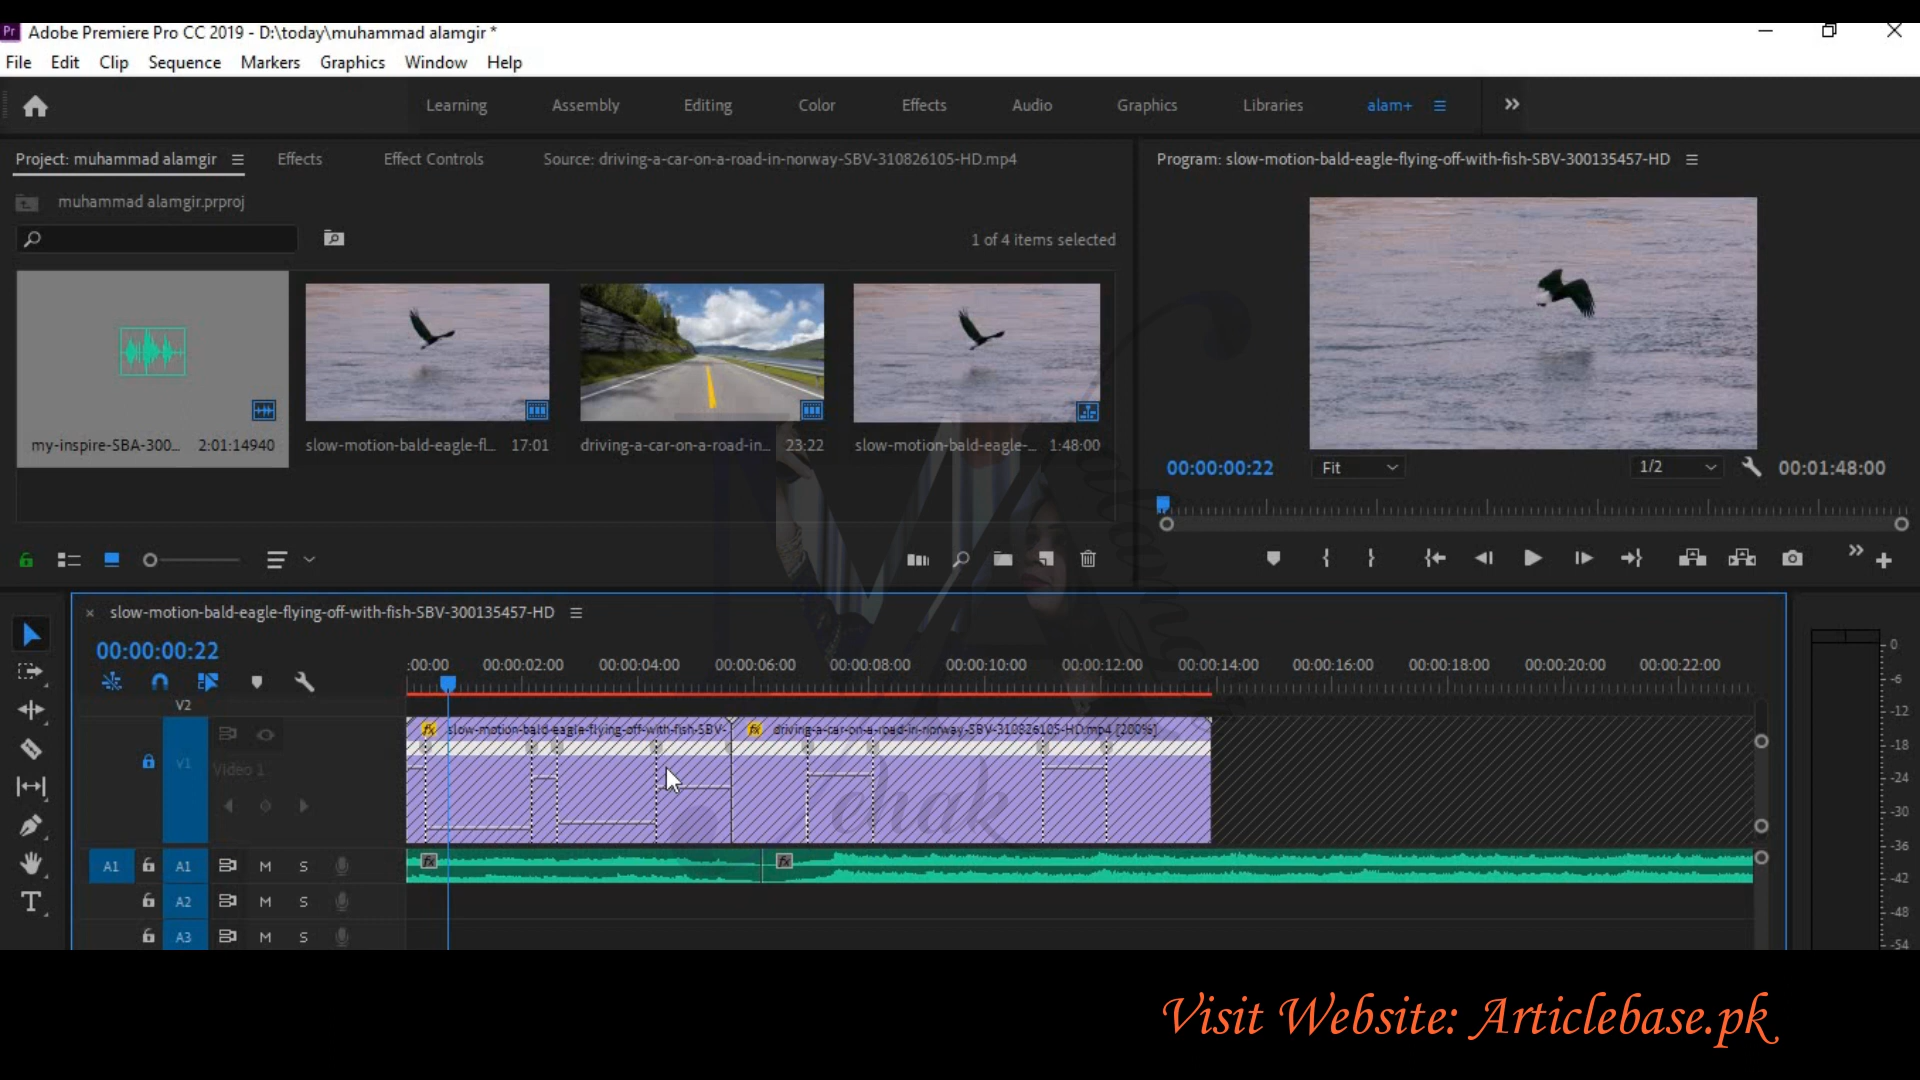 Pr Adobe Premiere Pro CC 2019 - D:\today\muhammad alamgir *
File Edit Clip Sequence Markers Graphics Window Help
Learning Assembly Editing Color Effects Audio Graphics Libraries alam+
Project: muhammad alamgir Effects Effect Controls Source: driving-a-car-on-a-road-in-norway-SBV-310826105-HD.mp4
Program: slow-motion-bald-eagle-flying-off-with-fish-SBV-300135457-HD
muhammad alamgir.prproj
1 of 4 items selected
my-inspire-SBA-300... 2:01:14940
slow-motion-bald-eagle-fl... 17:01
driving-a-car-on-a-road-in... 23:22
slow-motion-bald-eagle-... 1:48:00
00:00:00:22 Fit 1/2 00:01:48:00
slow-motion-bald-eagle-flying-off-with-fish-SBV-300135457-HD
00:00:00:22
:00:00 00:00:02:00 00:00:04:00 00:00:06:00 00:00:08:00 00:00:10:00 00:00:12:00 00:00:14:00 00:00:16:00 00:00:18:00 00:00:20:00 00:00:22:00
V2
fx slow-motion-bald-eagle-flying-off-with-fish-SBV- fx driving-a-car-on-a-road-in-norway-SBV-310826105-HD.mp4 [200%]
V1 Video 1
A1 A1 M S fx fx
A2 M S
A3 M S
0
-6
-12
-18
-24
-30
-36
-42
-48
-54
chak
Visit Website: Articlebase.pk